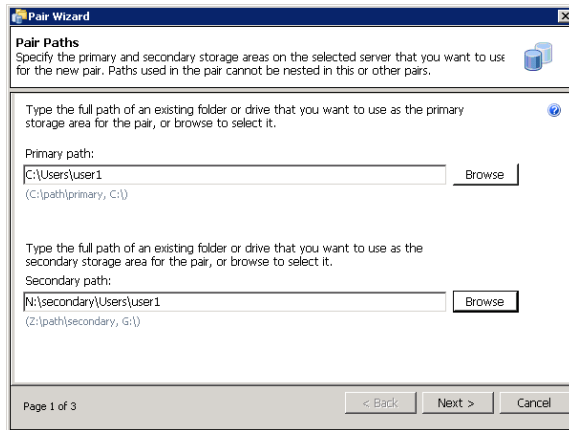 Pair Wizard
Pair Paths
Specify the primary and secondary storage areas on the selected server that you want to use
for the new pair. Paths used in the pair cannot be nested in this or other pairs.
Type the full path of an existing folder or drive that you want to use as the primary
storage area for the pair, or browse to select it.
Primary path:
C:\Users\user1
Browse
(C:\path\primary, C:\)
Type the full path of an existing folder or drive that you want to use as the
secondary storage area for the pair, or browse to select it.
Secondary path:
N:\secondary\Users\user1
Browse
(Z:\path\secondary, G:\)
Page 1 of 3
< Back
Next >
Cancel